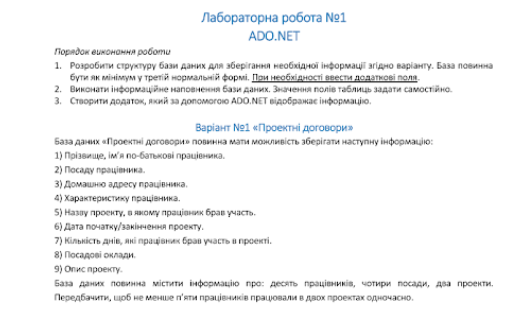 Лабораторна робота №1
ADO.NET
Порядок виконання роботи
1. Розробити структуру бази даних для зберігання необхідної інформації згідно варіанту. База повинна
бути як мінімум у третій нормальній формі. При необхідності ввести додаткові поля.
2. Виконати інформаційне наповнення бази даних. Значення полів таблиць задати самостійно.
3. Створити додаток, який за допомогою ADO.NET відображає інформацію.
Варіант №1 «Проектні договори»
База даних «Проектні договори» повинна мати можливість зберігати наступну інформацію:
1) Прізвище, ім'я по-батькові працівника.
2) Посаду працівника.
3) Домашню адресу працівника.
4) Характеристику працівника.
5) Назву проекту, в якому працівник брав участь.
6) Дата початку/закінчення проекту.
7) Кількість днів, які працівник брав участь в проекті.
8) Посадові оклади.
9) Опис проекту.
База даних повинна містити інформацію про: десять працівників, чотири посади, два проекти.
Передбачити, щоб не менше п'яти працівників працювали в двох проектах одночасно.